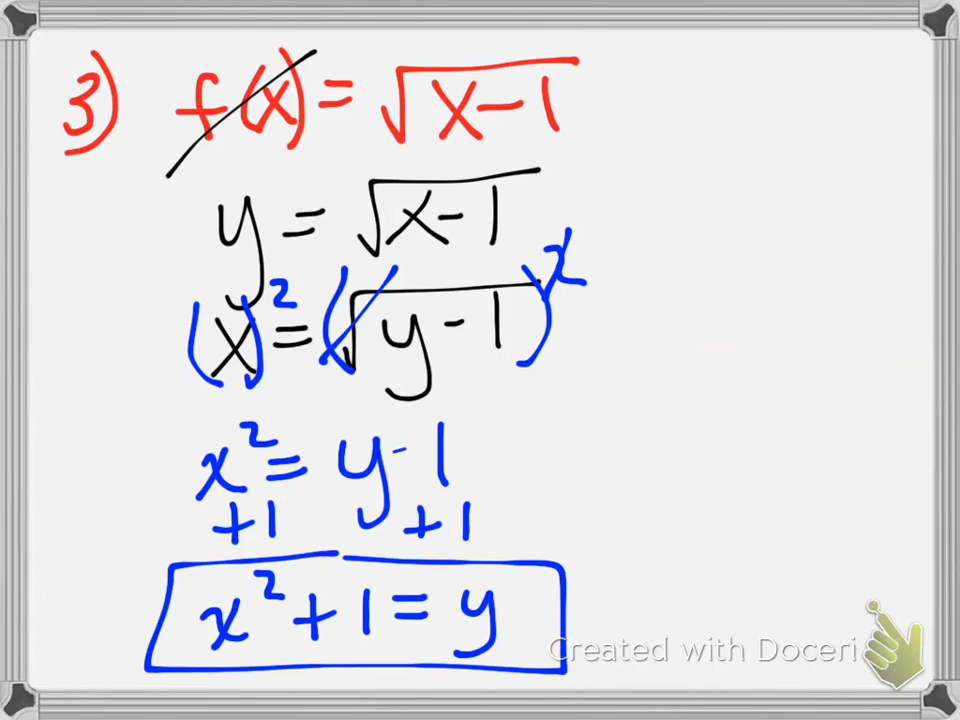 3) f(x) = √x-1
y = √x-1
(x)² = (√y-1)²
x² = y-1
+1 +1
x²+1 = y
Created with Doceri